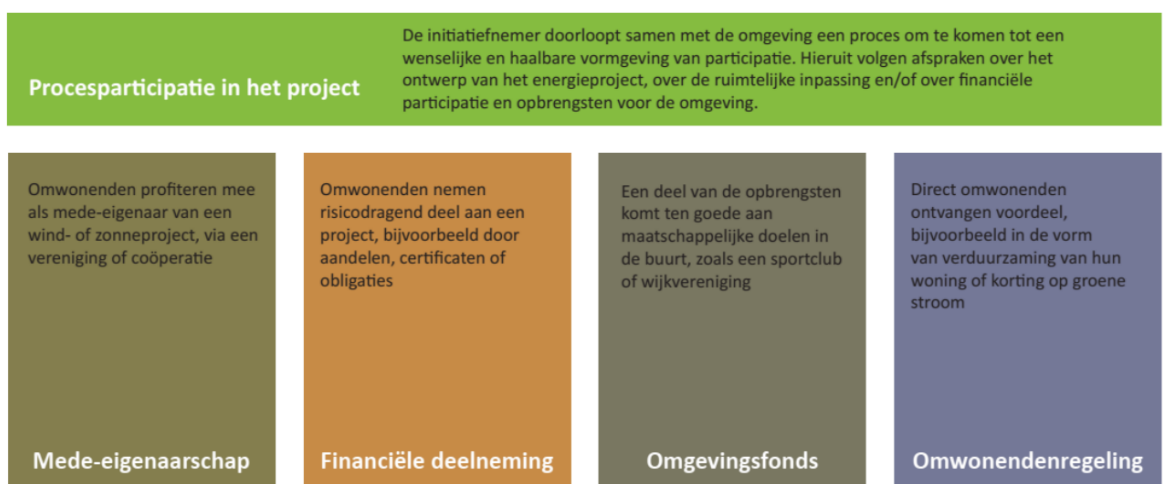 Procesparticipatie in het project
De initiatiefnemer doorloopt samen met de omgeving een proces om te komen tot een
wenselijke en haalbare vormgeving van participatie. Hieruit volgen afspraken over het
ontwerp van het energieproject, over de ruimtelijke inpassing en/of over financiële
participatie en opbrengsten voor de omgeving.
Omwonenden profiteren mee
als mede-eigenaar van een
wind- of zonneproject, via een
vereniging of coöperatie
Mede-eigenaarschap
Omwonenden nemen
risicodragend deel aan een
project, bijvoorbeeld door
aandelen, certificaten of
obligaties
Financiële deelneming
Een deel van de opbrengsten
komt ten goede aan
maatschappelijke doelen in
de buurt, zoals een sportclub
of wijkvereniging
Omgevingsfonds
Direct omwonenden
ontvangen voordeel,
bijvoorbeeld in de vorm
van verduurzaming van hun
woning of korting op groene
stroom
Omwonendenregeling